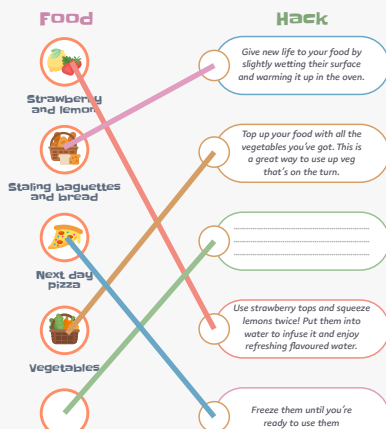 Food
Hack
Give new life to your food by
slightly wetting their surface
and warming it up in the oven.
Strawberry
and lemon
Top up your food with all the
vegetables you've got. This is
a great way to use up veg
that's on the turn.
Staling baguettes
and bread
Next day
pizza
Use strawberry tops and squeeze
lemons twice! Put them into
water to infuse it and enjoy
refreshing flavoured water.
Vegetables
Freeze them until you're
ready to use them